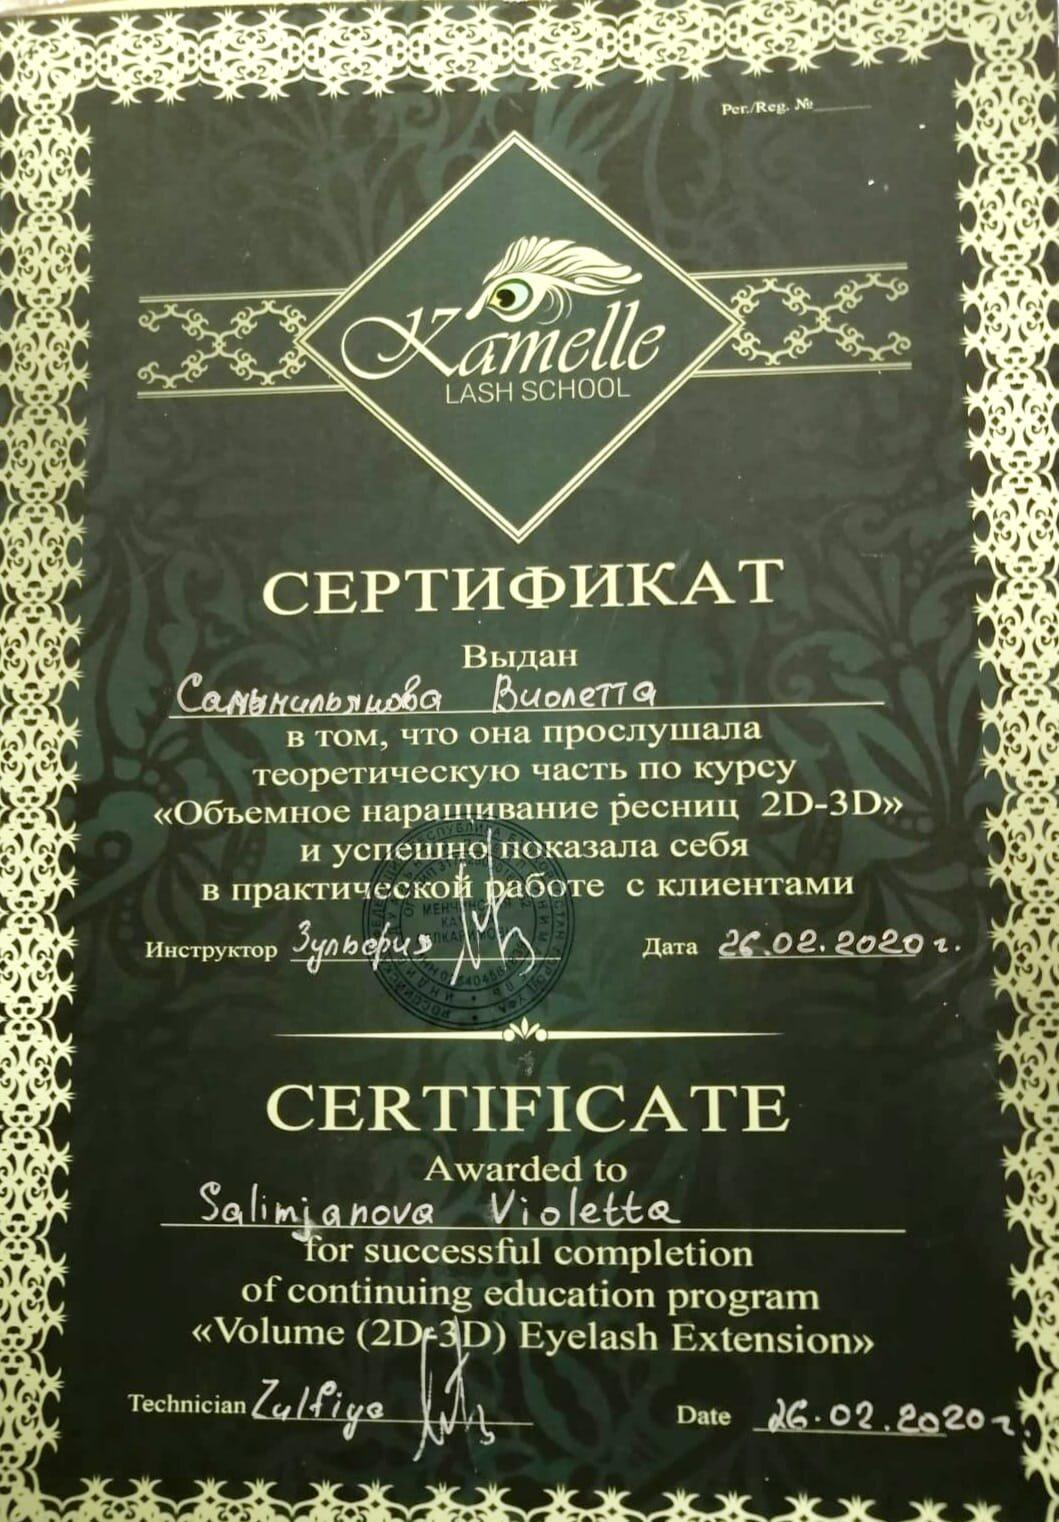 Рег./Reg. №
Kamelle
LASH SCHOOL
СЕРТИФИКАТ
Выдан
Виолетта
в том, что она прослушала
теоретическую часть по курсу
«Объемное наращивание ресниц 2D-3D»
и успешно показала себя
в практической работе с клиентами
Инструктор Зульфия Дата 26.02.2020 г.
CERTIFICATE
Awarded to
Salimjanova Violetta
for successful completion
of continuing education program
«Volume (2D-3D) Eyelash Extension»
Technician Zulfiya Date 26.02.2020 г.